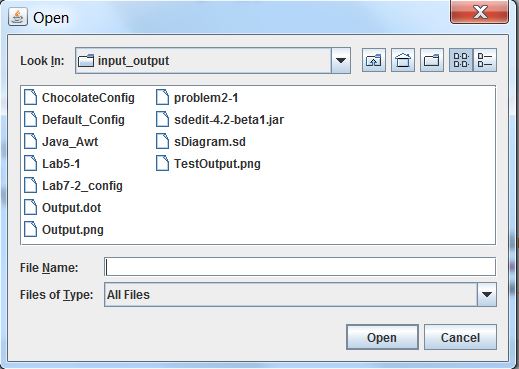 Open
Look In: input_output
ChocolateConfig
Default_Config
Java_Awt
Lab5-1
Lab7-2_config
Output.dot
Output.png
problem2-1
sdedit-4.2-beta1.jar
sDiagram.sd
TestOutput.png
File Name:
Files of Type: All Files
Open Cancel